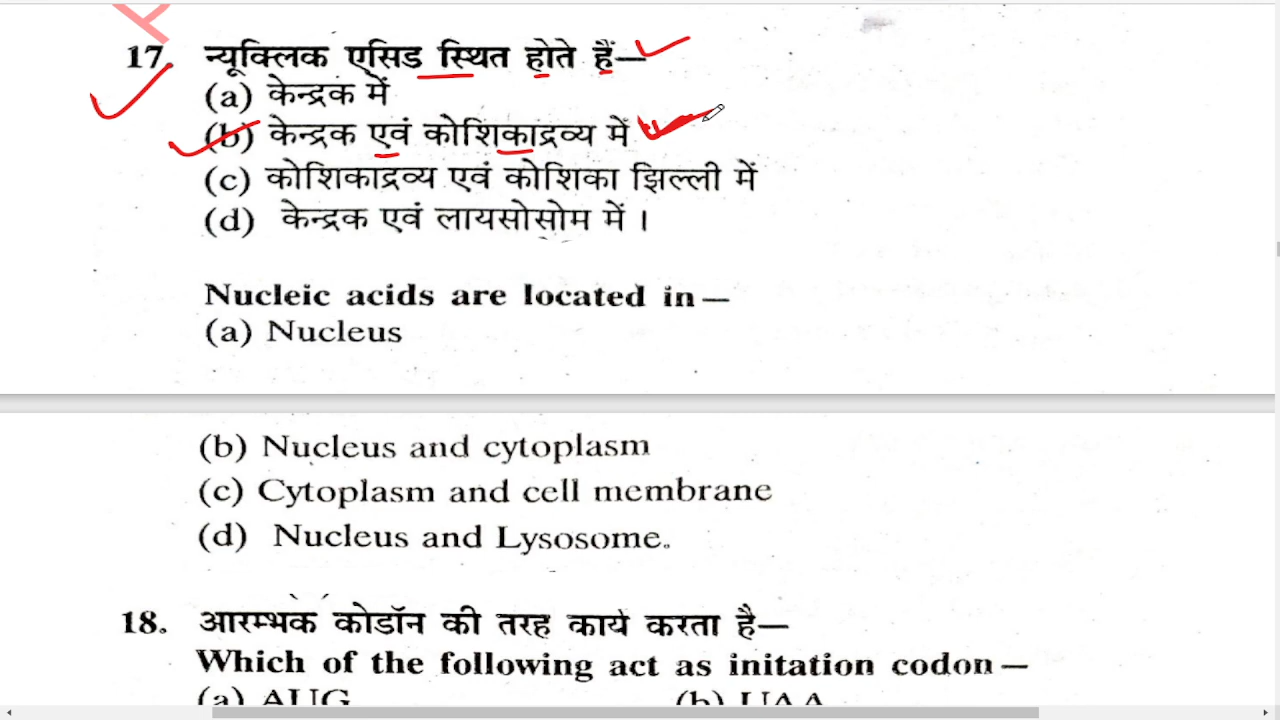 17. न्यूक्लिक एसिड स्थित होते हैं—
(a) केन्द्रक में
(b) केन्द्रक एवं कोशिकाद्रव्य में
(c) कोशिकाद्रव्य एवं कोशिका झिल्ली में
(d) केन्द्रक एवं लायसोसोम में ।
Nucleic acids are located in—
(a) Nucleus
(b) Nucleus and cytoplasm
(c) Cytoplasm and cell membrane
(d) Nucleus and Lysosome.
18. आरम्भक कोडॉन की तरह कार्य करता है—
Which of the following act as initation codon—
(a) AUG (b) UAA